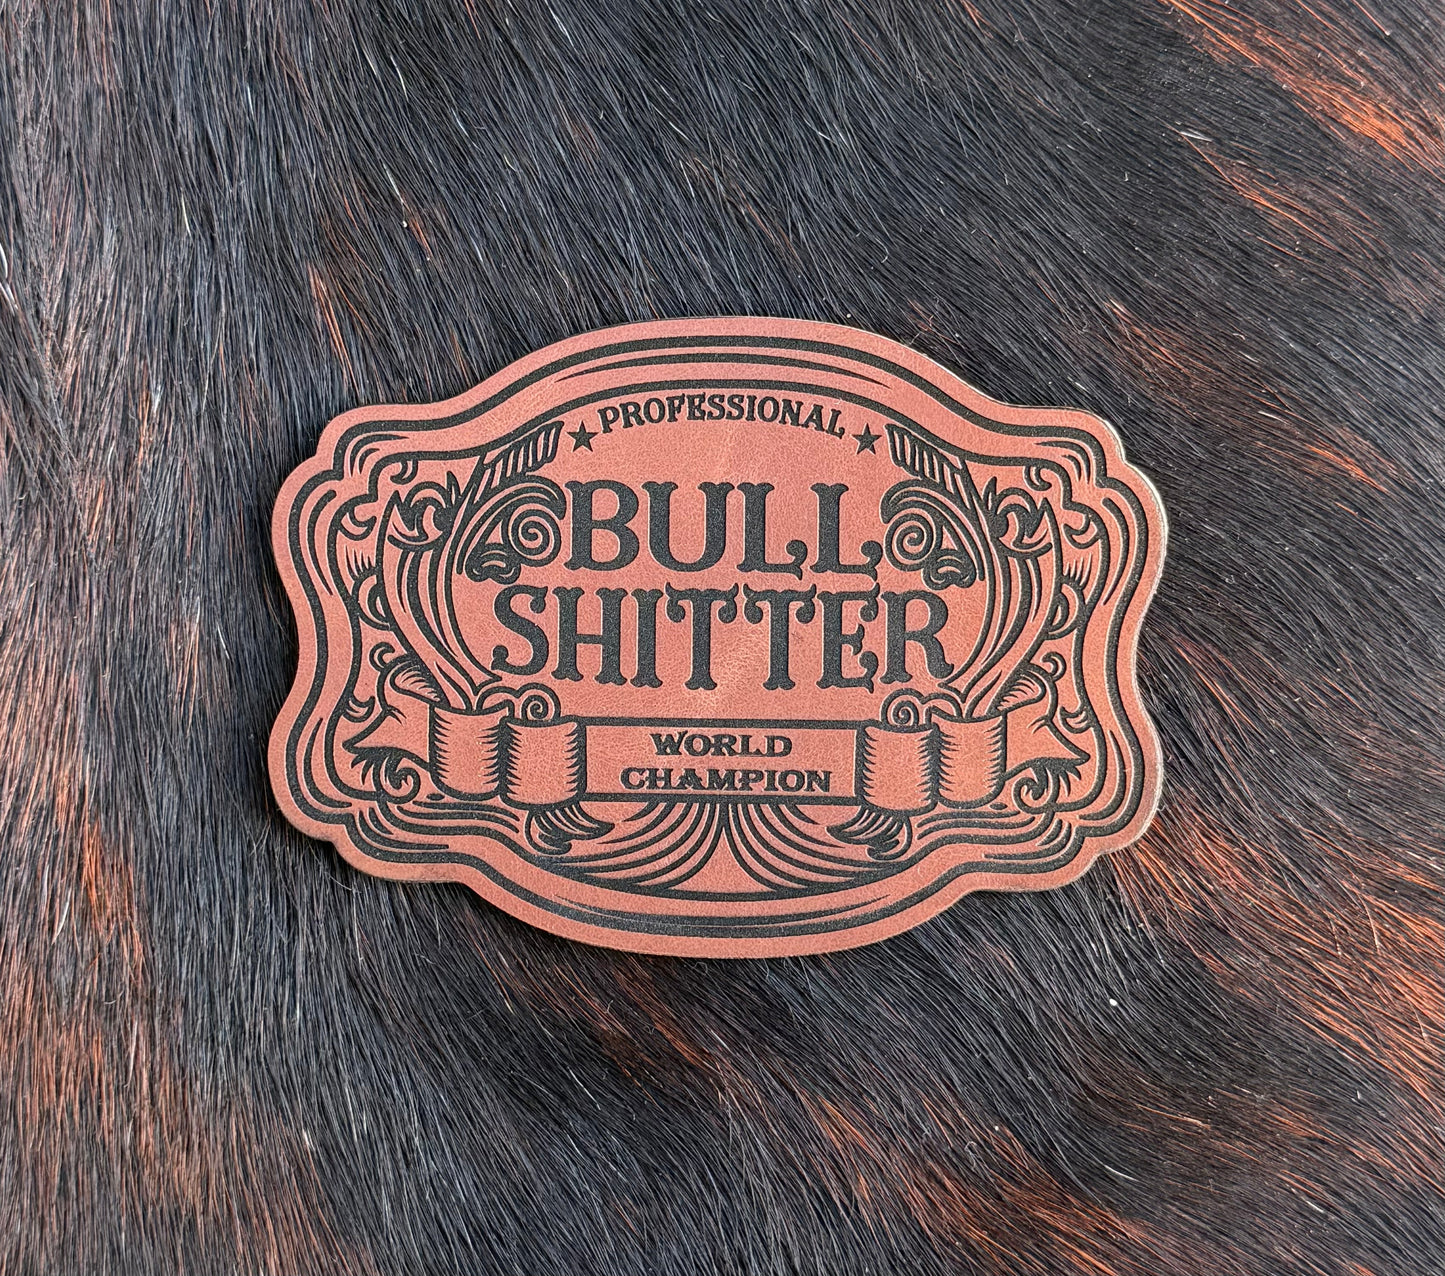 ★PROFESSIONAL★
BULL
SHITTER
WORLD
CHAMPION